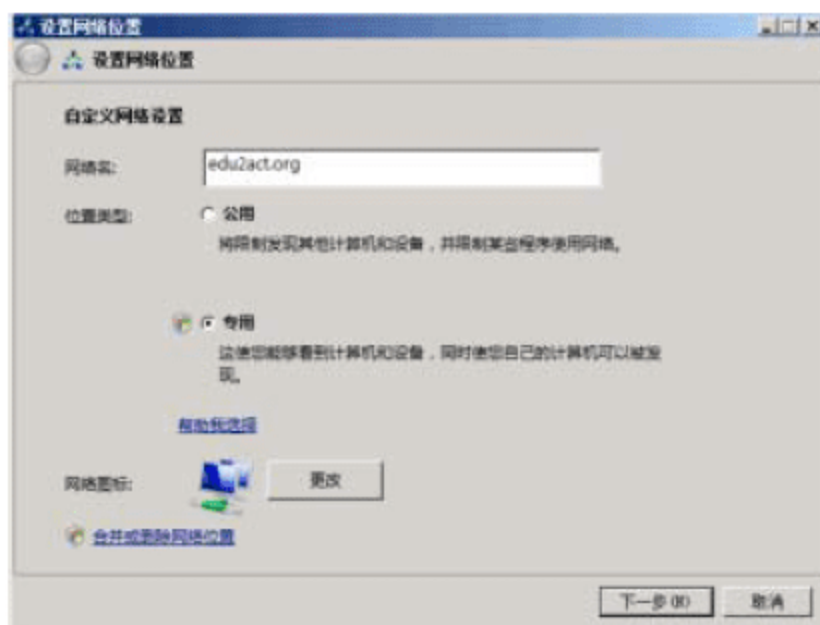 设置网络位置
设置网络位置
自定义网络设置
网络名:
edu2act.org
位置类型:
公用
将限制发现其他计算机和设备，并限制某些程序使用网络。
专用
这使您能够看到计算机和设备，同时使您自己的计算机可以被发
现。
帮助我选择
网络图标:
更改
合并或删除网络位置
下一步(N)
取消